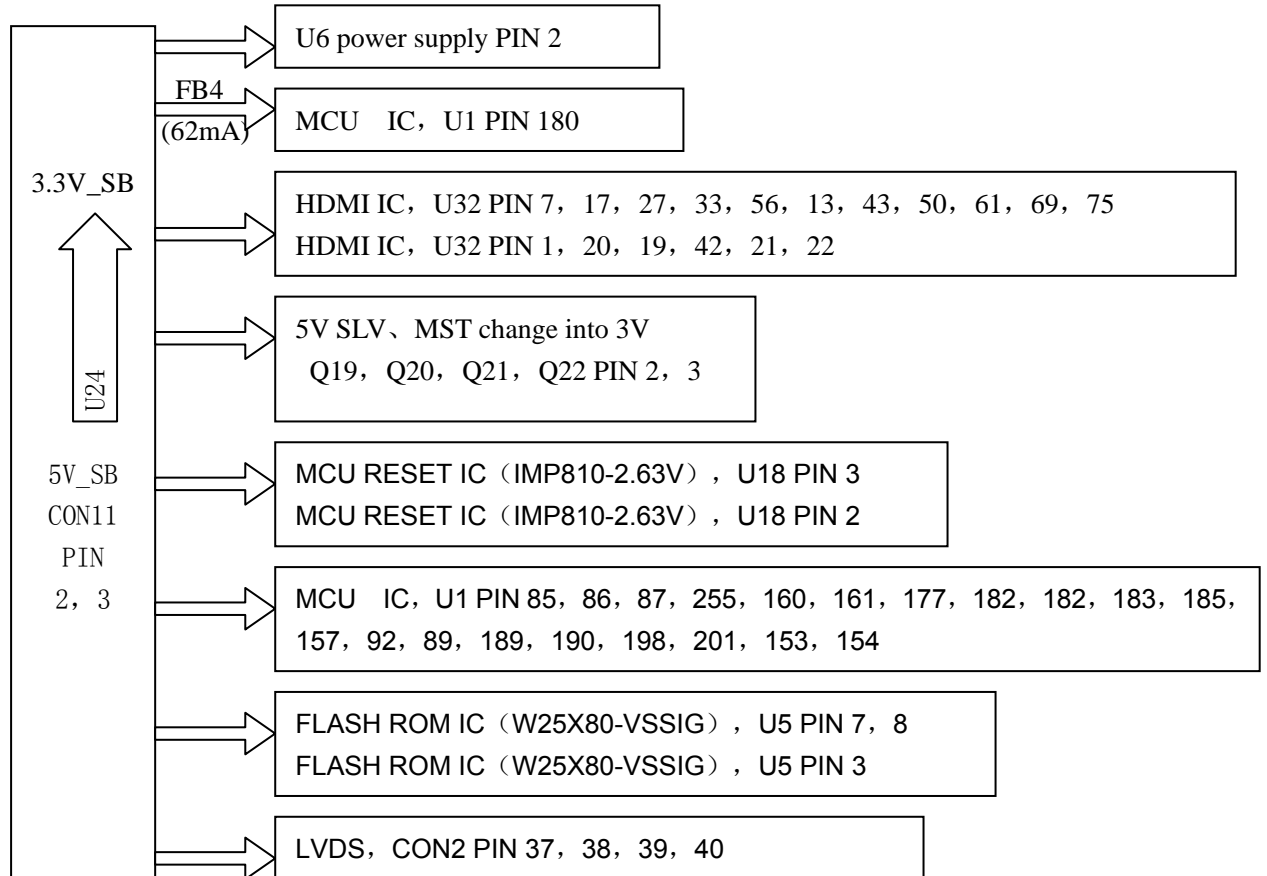 U6 power supply PIN 2
FB4
(62mA)
MCU IC，U1 PIN 180
3.3V_SB
HDMI IC，U32 PIN 7，17，27，33，56，13，43，50，61，69，75
HDMI IC，U32 PIN 1，20，19，42，21，22
5V SLV、MST change into 3V
Q19，Q20，Q21，Q22 PIN 2，3
U24
5V_SB
CON11
PIN
2，3
MCU RESET IC（IMP810-2.63V），U18 PIN 3
MCU RESET IC（IMP810-2.63V），U18 PIN 2
MCU IC，U1 PIN 85，86，87，255，160，161，177，182，182，183，185，
157，92，89，189，190，198，201，153，154
FLASH ROM IC（W25X80-VSSIG），U5 PIN 7，8
FLASH ROM IC（W25X80-VSSIG），U5 PIN 3
LVDS，CON2 PIN 37，38，39，40